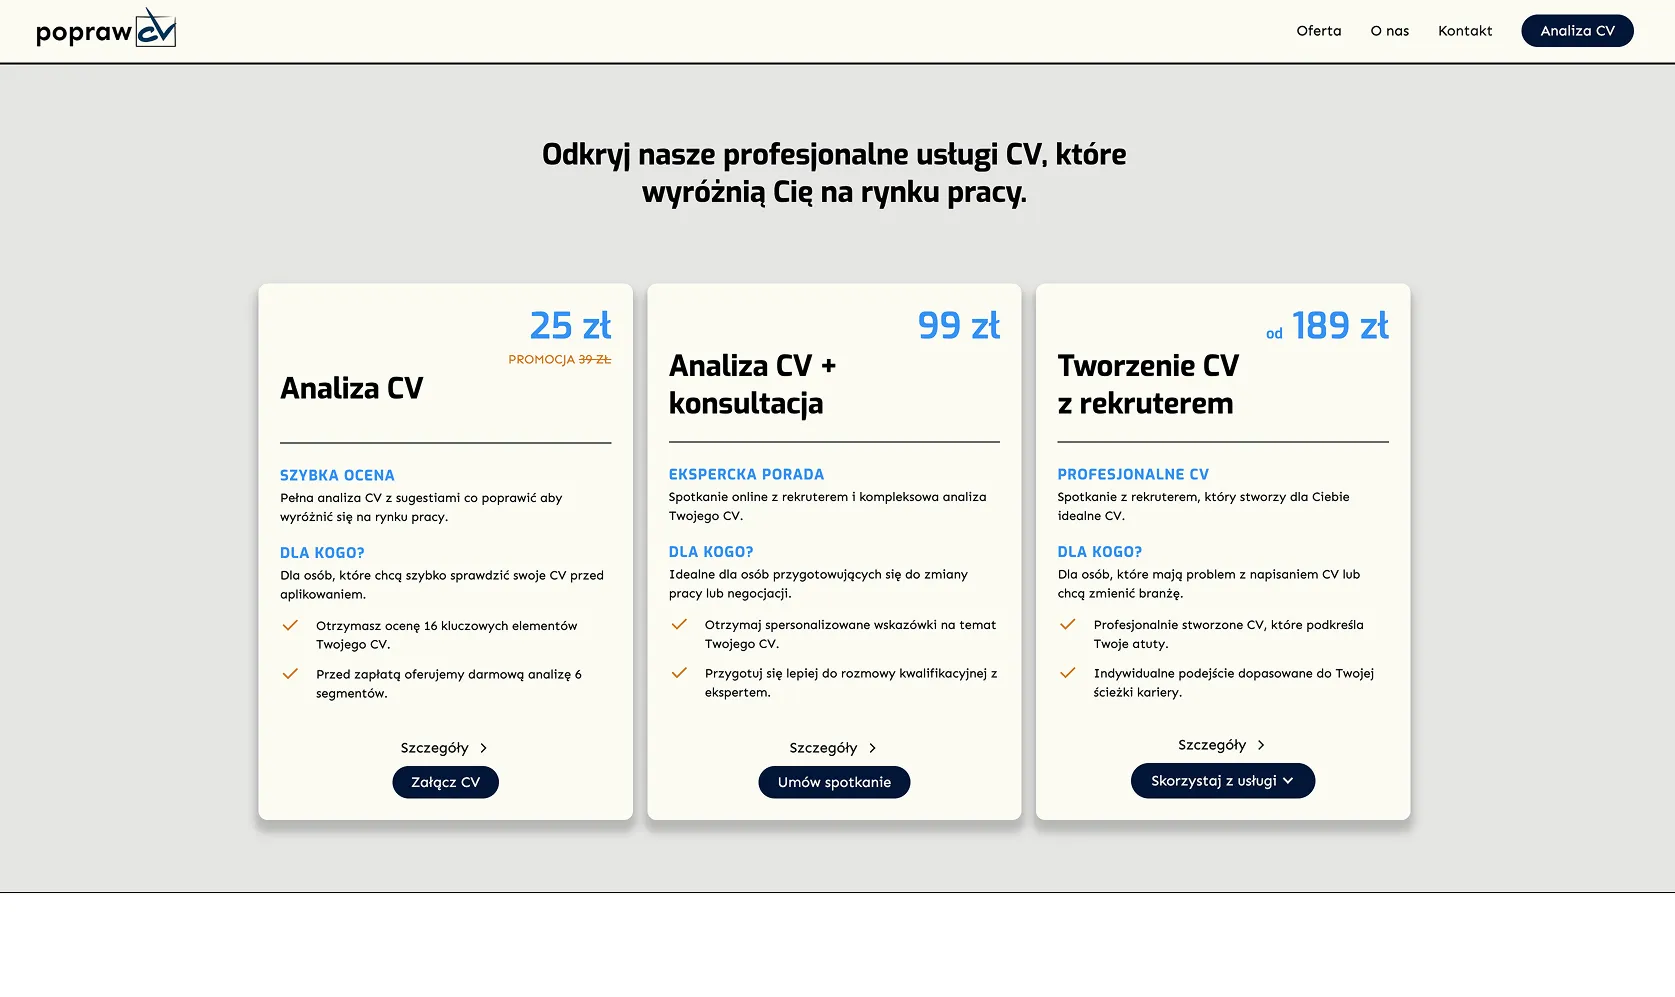 popraw CV
Oferta
O nas
Kontakt
Analiza CV
Odkryj nasze profesjonalne usługi CV, które
wyróżnią Cię na rynku pracy.
25 zł
PROMOCJA 39 ZŁ
Analiza CV
SZYBKA OCENA
Pełna analiza CV z sugestiami co poprawić aby
wyróżnić się na rynku pracy.
DLA KOGO?
Dla osób, które chcą szybko sprawdzić swoje CV przed
aplikowaniem.
Otrzymasz ocenę 16 kluczowych elementów
Twojego CV.
Przed zapłatą oferujemy darmową analizę 6
segmentów.
Szczegóły
Załącz CV
99 zł
Analiza CV +
konsultacja
EKSPERCKA PORADA
Spotkanie online z rekruterem i kompleksowa analiza
Twojego CV.
DLA KOGO?
Idealne dla osób przygotowujących się do zmiany
pracy lub negocjacji.
Otrzymaj spersonalizowane wskazówki na temat
Twojego CV.
Przygotuj się lepiej do rozmowy kwalifikacyjnej z
ekspertem.
Szczegóły
Umów spotkanie
od 189 zł
Tworzenie CV
z rekruterem
PROFESJONALNE CV
Spotkanie z rekruterem, który stworzy dla Ciebie
idealne CV.
DLA KOGO?
Dla osób, które mają problem z napisaniem CV lub
chcą zmienić branżę.
Profesjonalnie stworzone CV, które podkreśla
Twoje atuty.
Indywidualne podejście dopasowane do Twojej
ścieżki kariery.
Szczegóły
Skorzystaj z usługi